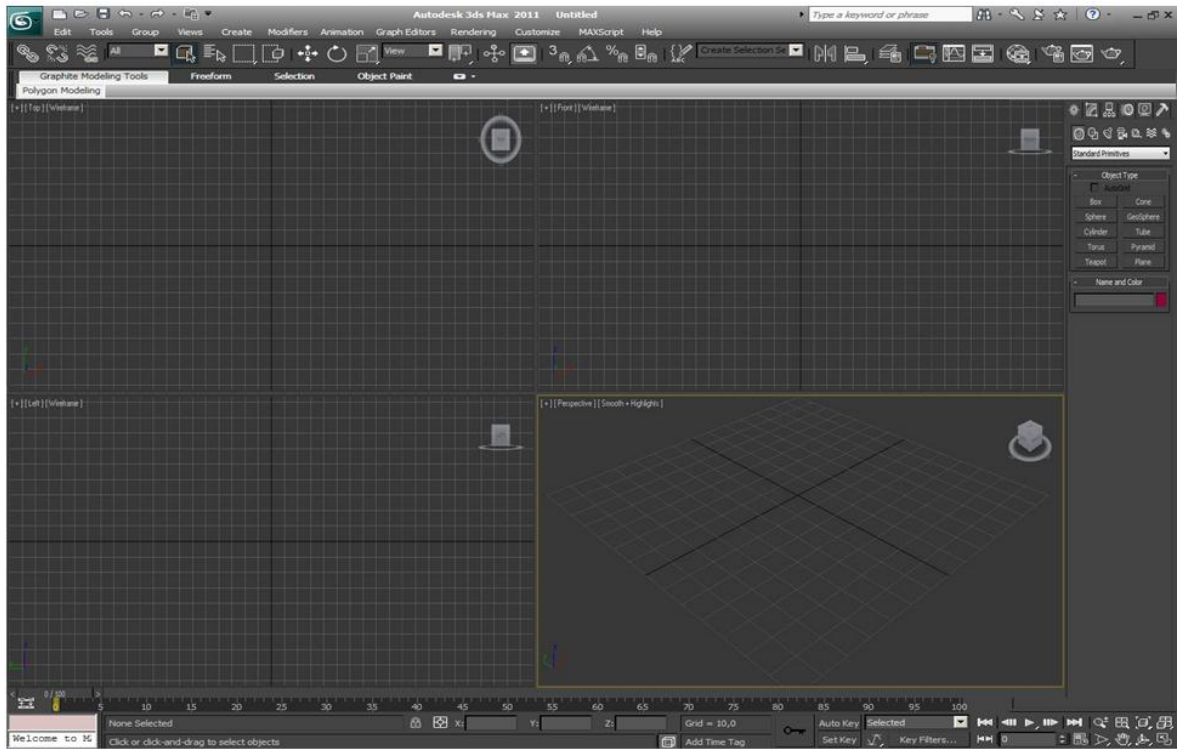 Autodesk 3ds Max 2011 Untitled
Type a keyword or phrase
Edit Tools Group Views Create Modifiers Animation Graph Editors Rendering Customize MAXScript Help
All View Create Selection Se
Graphite Modeling Tools Freeform Selection Object Paint
Polygon Modeling
[ + ] [ Top ] [ Wireframe ]
[ + ] [ Front ] [ Wireframe ]
Standard Primitives
- Object Type
AutoGrid
Box Cone
Sphere GeoSphere
Cylinder Tube
Torus Pyramid
Teapot Plane
- Name and Color
[ + ] [ Left ] [ Wireframe ]
[ + ] [ Perspective ] [ Smooth + Highlights ]
< 0 / 100 >
0 5 10 15 20 25 30 35 40 45 50 55 60 65 70 75 80 85 90 95 100
None Selected X: Y: Z: Grid = 10,0 Auto Key Selected
Welcome to M Click or click-and-drag to select objects Add Time Tag Set Key Key Filters... 0